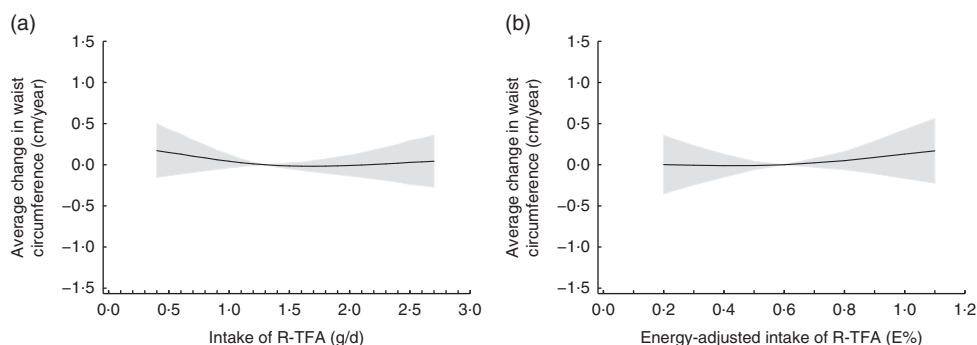 (a)
Average change in waist
circumference (cm/year)
1·5
1·0
0·5
0·0
−0·5
−1·0
−1·5
0·0 0·5 1·0 1·5 2·0 2·5 3·0
Intake of R-TFA (g/d)
(b)
Average change in waist
circumference (cm/year)
1·5
1·0
0·5
0·0
−0·5
−1·0
−1·5
0·0 0·2 0·4 0·6 0·8 1·0 1·2
Energy-adjusted intake of R-TFA (E%)